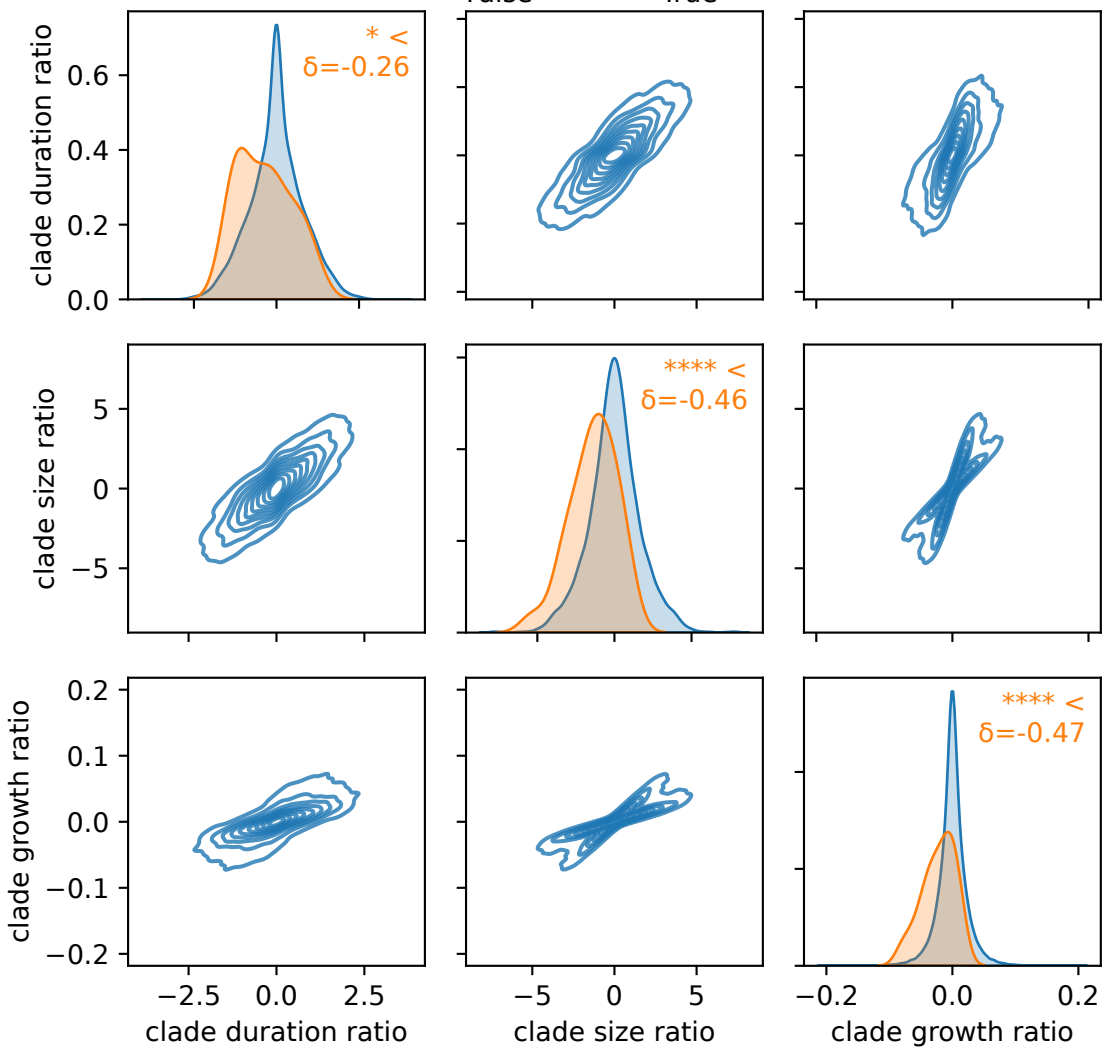 clade duration ratio
0.6
0.4
0.2
0.0
* <
δ=-0.26
clade size ratio
5
0
−5
**** <
δ=-0.46
clade growth ratio
0.2
0.1
0.0
−0.1
−0.2
**** <
δ=-0.47
−2.5 0.0 2.5
−5 0 5
−0.2 0.0 0.2
clade duration ratio
clade size ratio
clade growth ratio